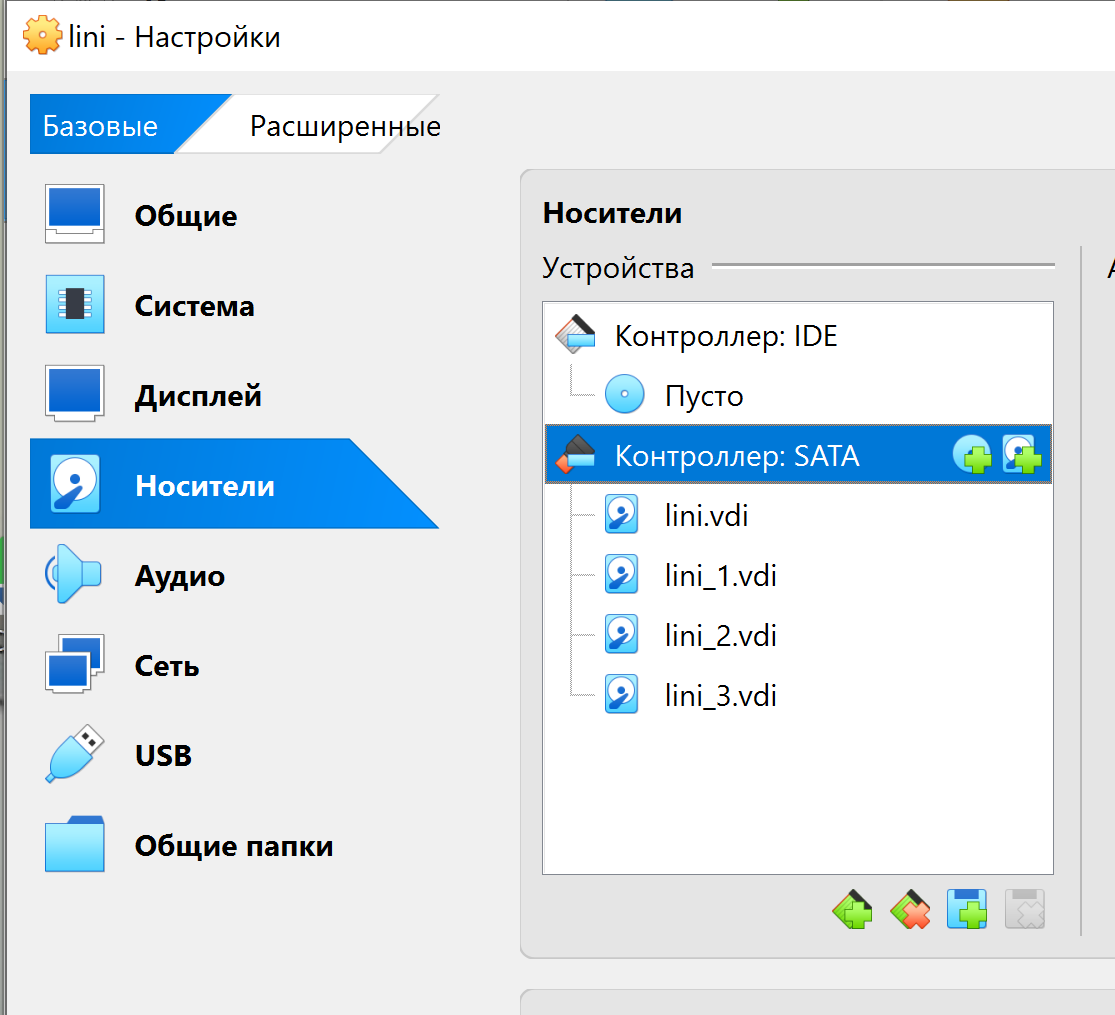 lini - Настройки
Базовые
Расширенные
Общие
Система
Дисплей
Носители
Аудио
Сеть
USB
Общие папки
Носители
Устройства
Контроллер: IDE
Пусто
Контроллер: SATA
lini.vdi
lini_1.vdi
lini_2.vdi
lini_3.vdi